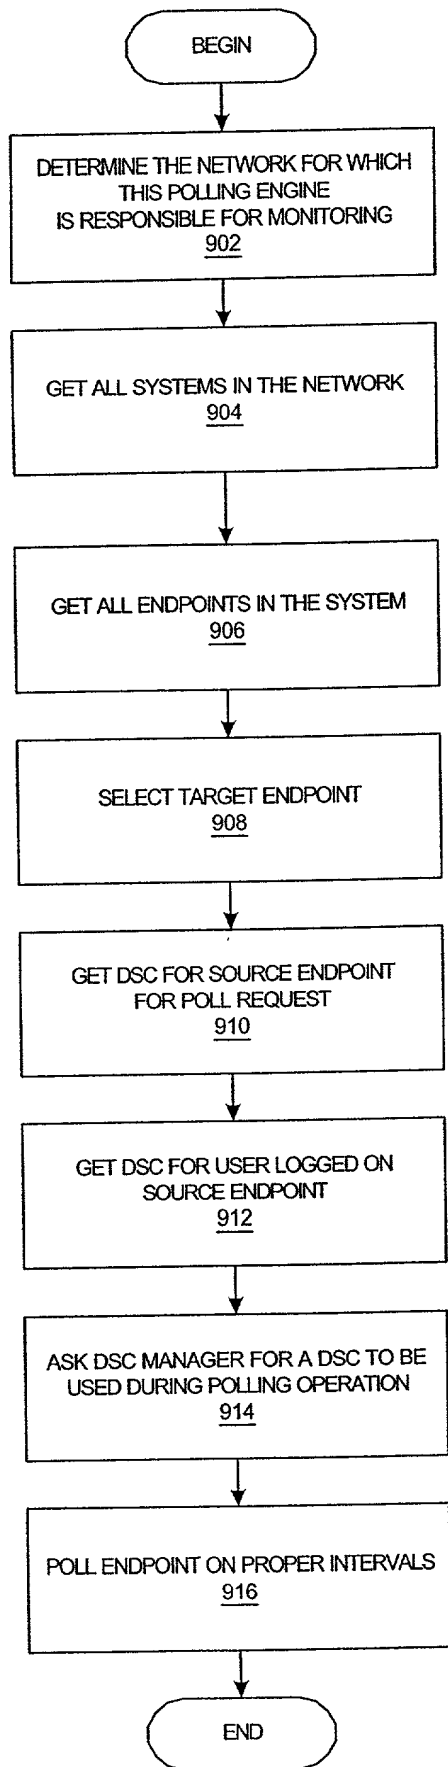 BEGIN
DETERMINE THE NETWORK FOR WHICH
THIS POLLING ENGINE
IS RESPONSIBLE FOR MONITORING
902
GET ALL SYSTEMS IN THE NETWORK
904
GET ALL ENDPOINTS IN THE SYSTEM
906
SELECT TARGET ENDPOINT
908
GET DSC FOR SOURCE ENDPOINT
FOR POLL REQUEST
910
GET DSC FOR USER LOGGED ON
SOURCE ENDPOINT
912
ASK DSC MANAGER FOR A DSC TO BE
USED DURING POLLING OPERATION
914
POLL ENDPOINT ON PROPER INTERVALS
916
END